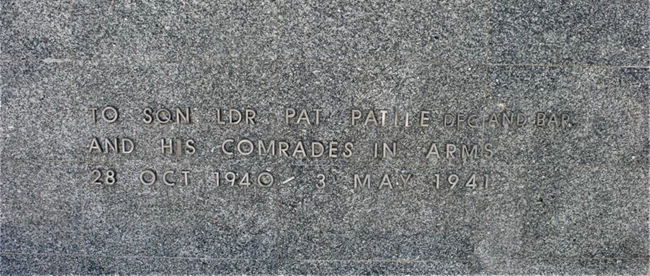 TO SQN LDR PAT PATTLE DFC AND BAR
AND HIS COMRADES IN ARMS
28 OCT 1940 / 3 MAY 1941